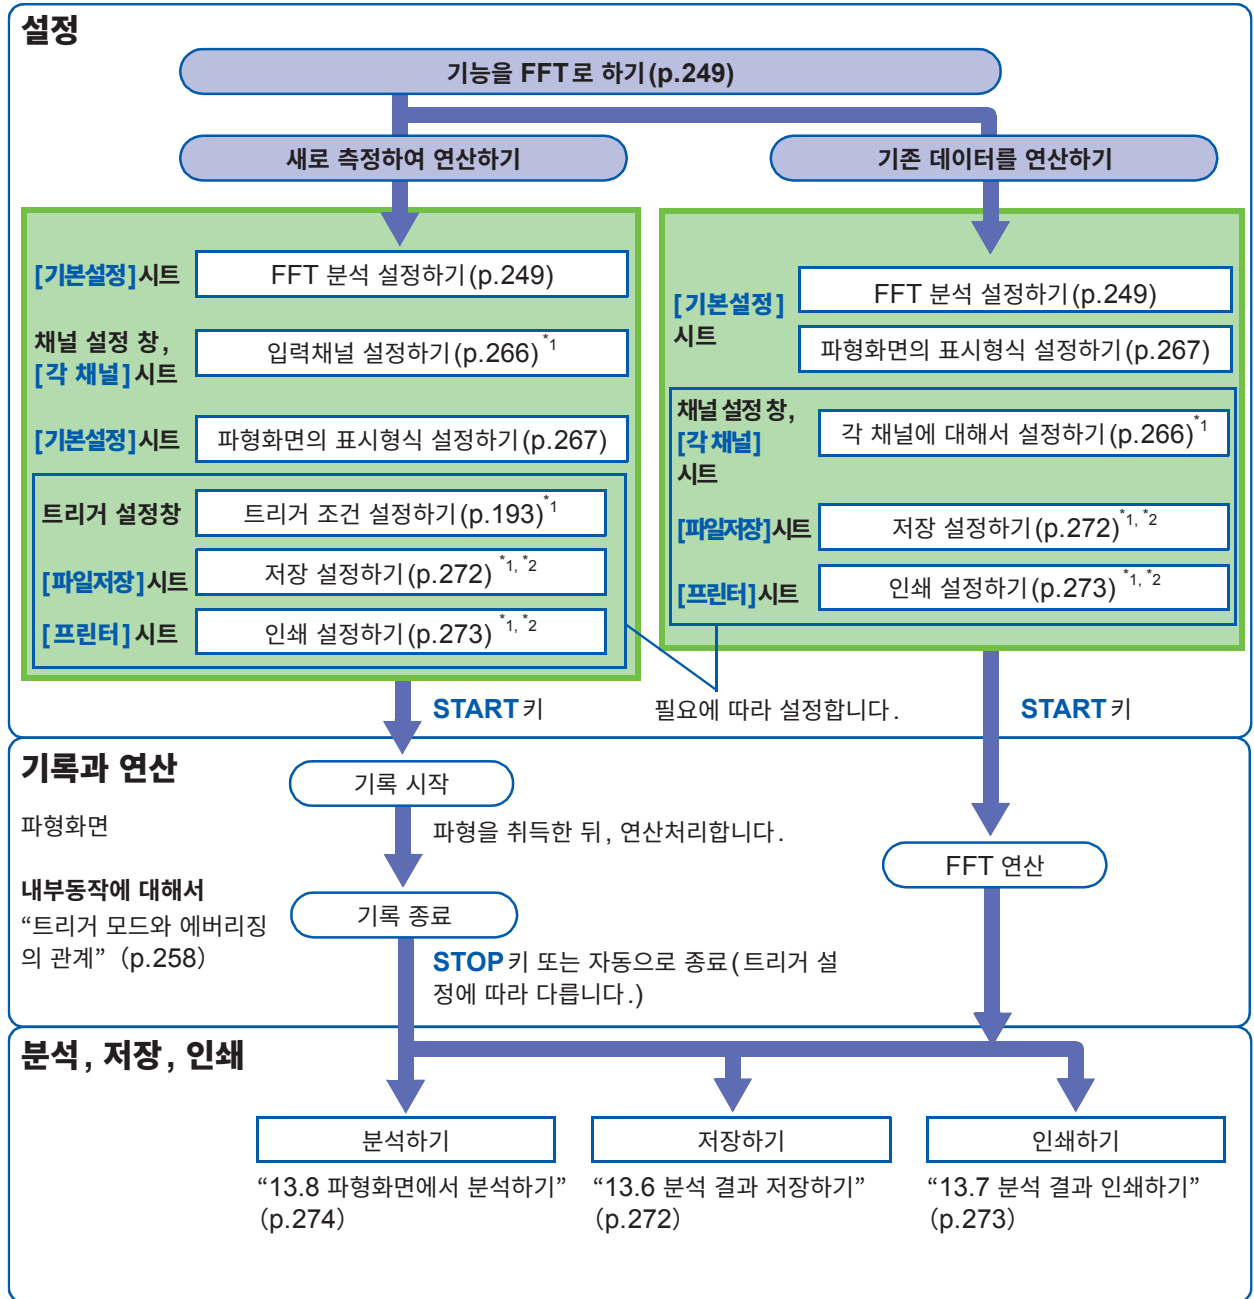 설정
기능을 FFT로 하기(p.249)
새로 측정하여 연산하기
기존 데이터를 연산하기
[기본설정]시트
FFT 분석 설정하기(p.249)
채널 설정 창,
[각 채널]시트
입력채널 설정하기(p.266)*1
[기본설정]시트
파형화면의 표시형식 설정하기(p.267)
트리거 설정창
트리거 조건 설정하기(p.193)*1
[파일저장]시트
저장 설정하기(p.272) *1, *2
[프린터]시트
인쇄 설정하기(p.273) *1, *2
[기본설정]
시트
FFT 분석 설정하기(p.249)
파형화면의 표시형식 설정하기(p.267)
채널 설정 창,
[각 채널]
시트
각 채널에 대해서 설정하기(p.266)*1
[파일저장]시트
저장 설정하기(p.272)*1, *2
[프린터]시트
인쇄 설정하기(p.273) *1, *2
START키
필요에 따라 설정합니다.
START키
기록과 연산
기록 시작
파형화면
파형을 취득한 뒤, 연산처리합니다.
FFT 연산
내부동작에 대해서
“트리거 모드와 에버리징
의 관계” (p.258)
기록 종료
STOP키 또는 자동으로 종료(트리거 설
정에 따라 다릅니다.)
분석, 저장, 인쇄
분석하기
저장하기
인쇄하기
“13.8 파형화면에서 분석하기”
(p.274)
“13.6 분석 결과 저장하기”
(p.272)
“13.7 분석 결과 인쇄하기”
(p.273)